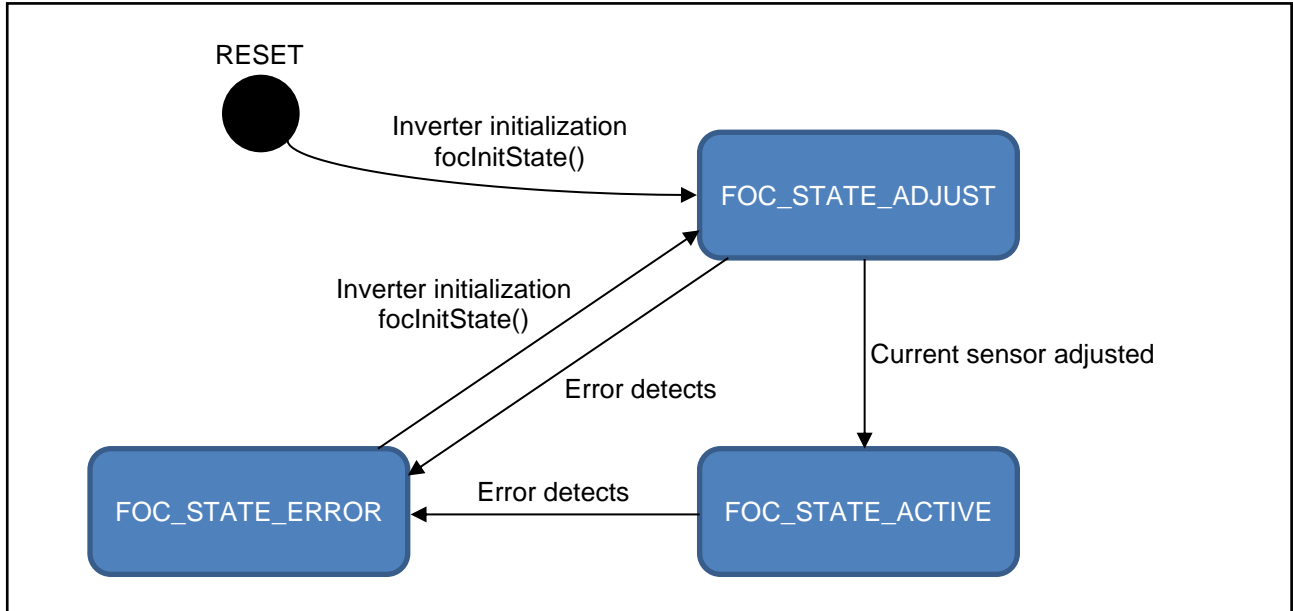 RESET
Inverter initialization
focInitState()
FOC_STATE_ADJUST
Inverter initialization
focInitState()
Current sensor adjusted
Error detects
FOC_STATE_ERROR
Error detects
FOC_STATE_ACTIVE